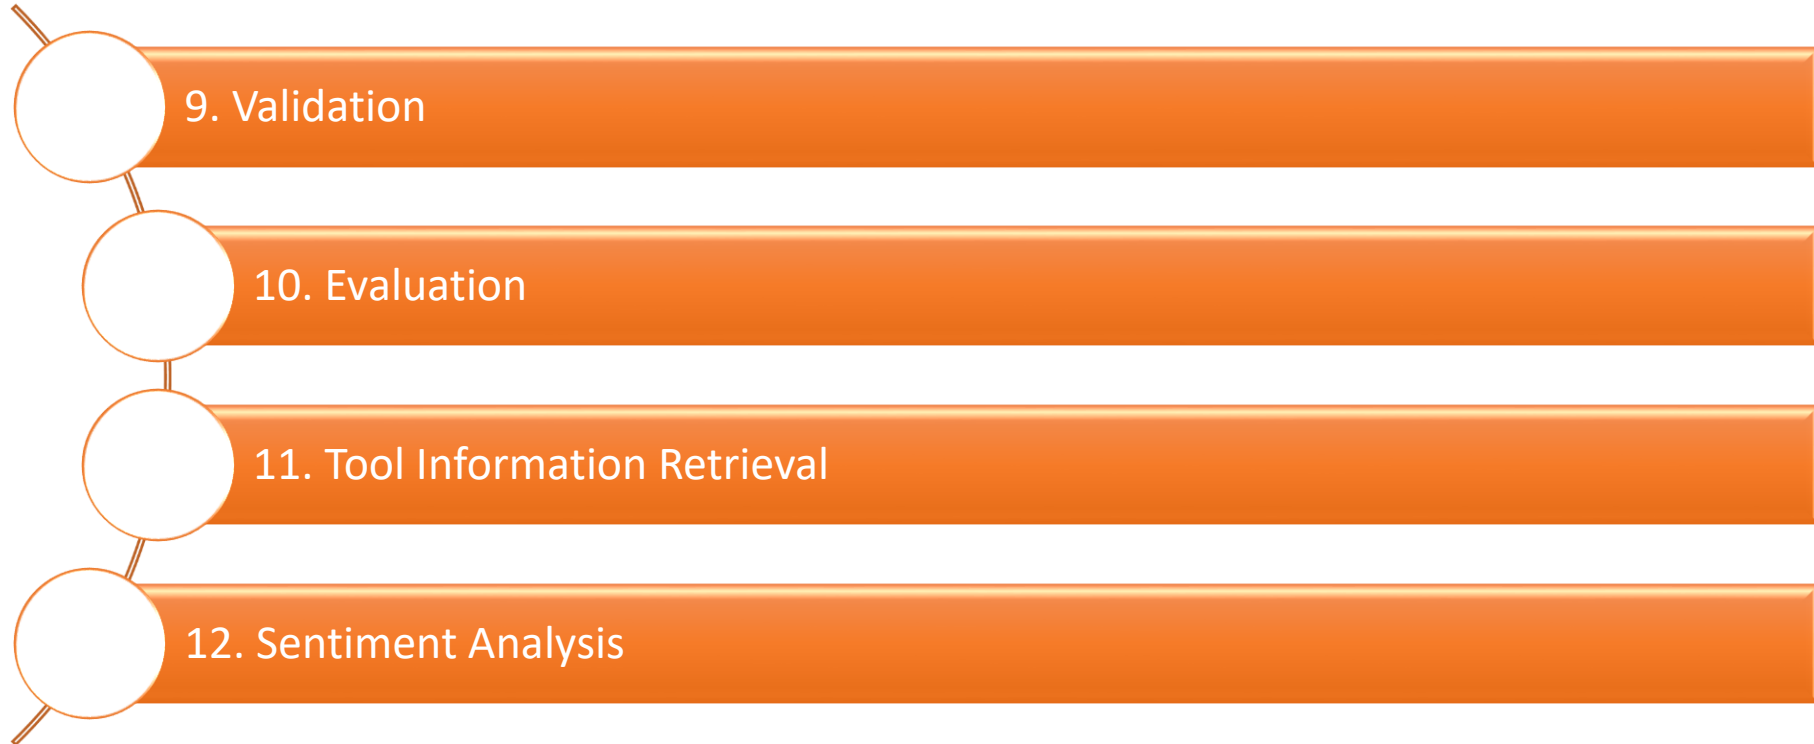 9. Validation
10. Evaluation
11. Tool Information Retrieval
12. Sentiment Analysis